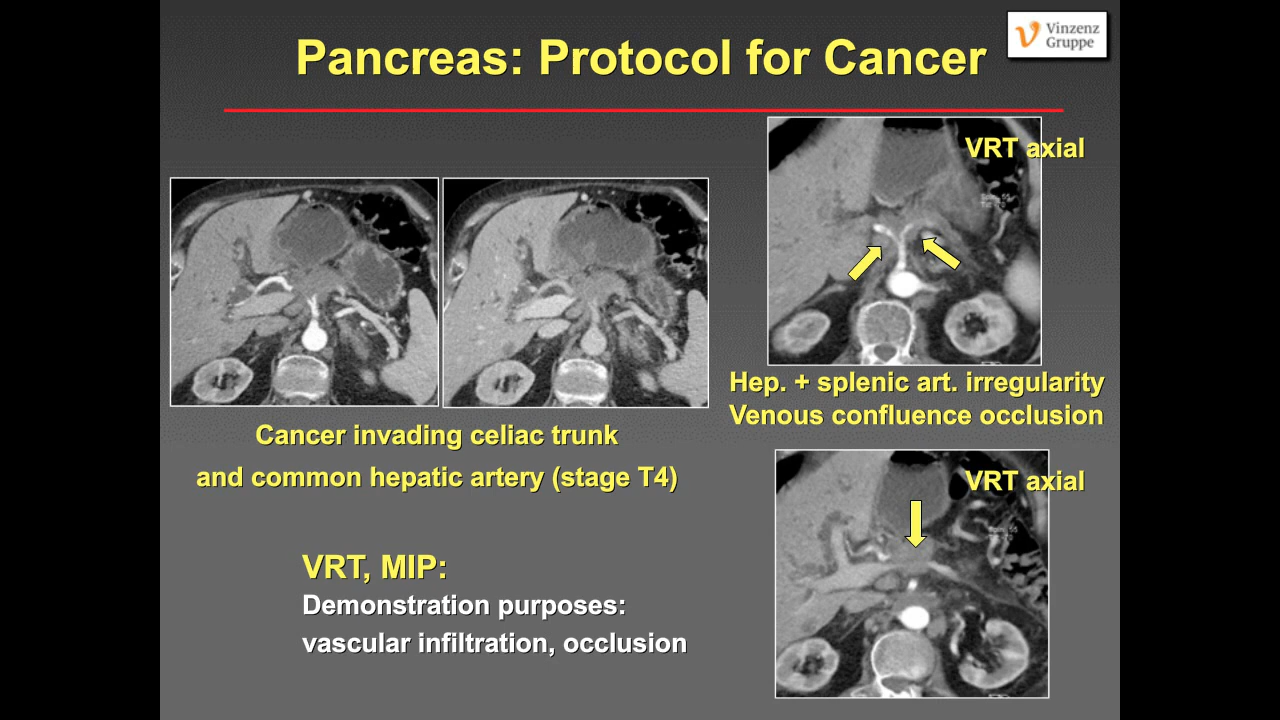 Pancreas: Protocol for Cancer
Vinzenz
Gruppe
VRT axial
Hep. + splenic art. irregularity
Venous confluence occlusion
Cancer invading celiac trunk
and common hepatic artery (stage T4)
VRT axial
VRT, MIP:
Demonstration purposes:
vascular infiltration, occlusion